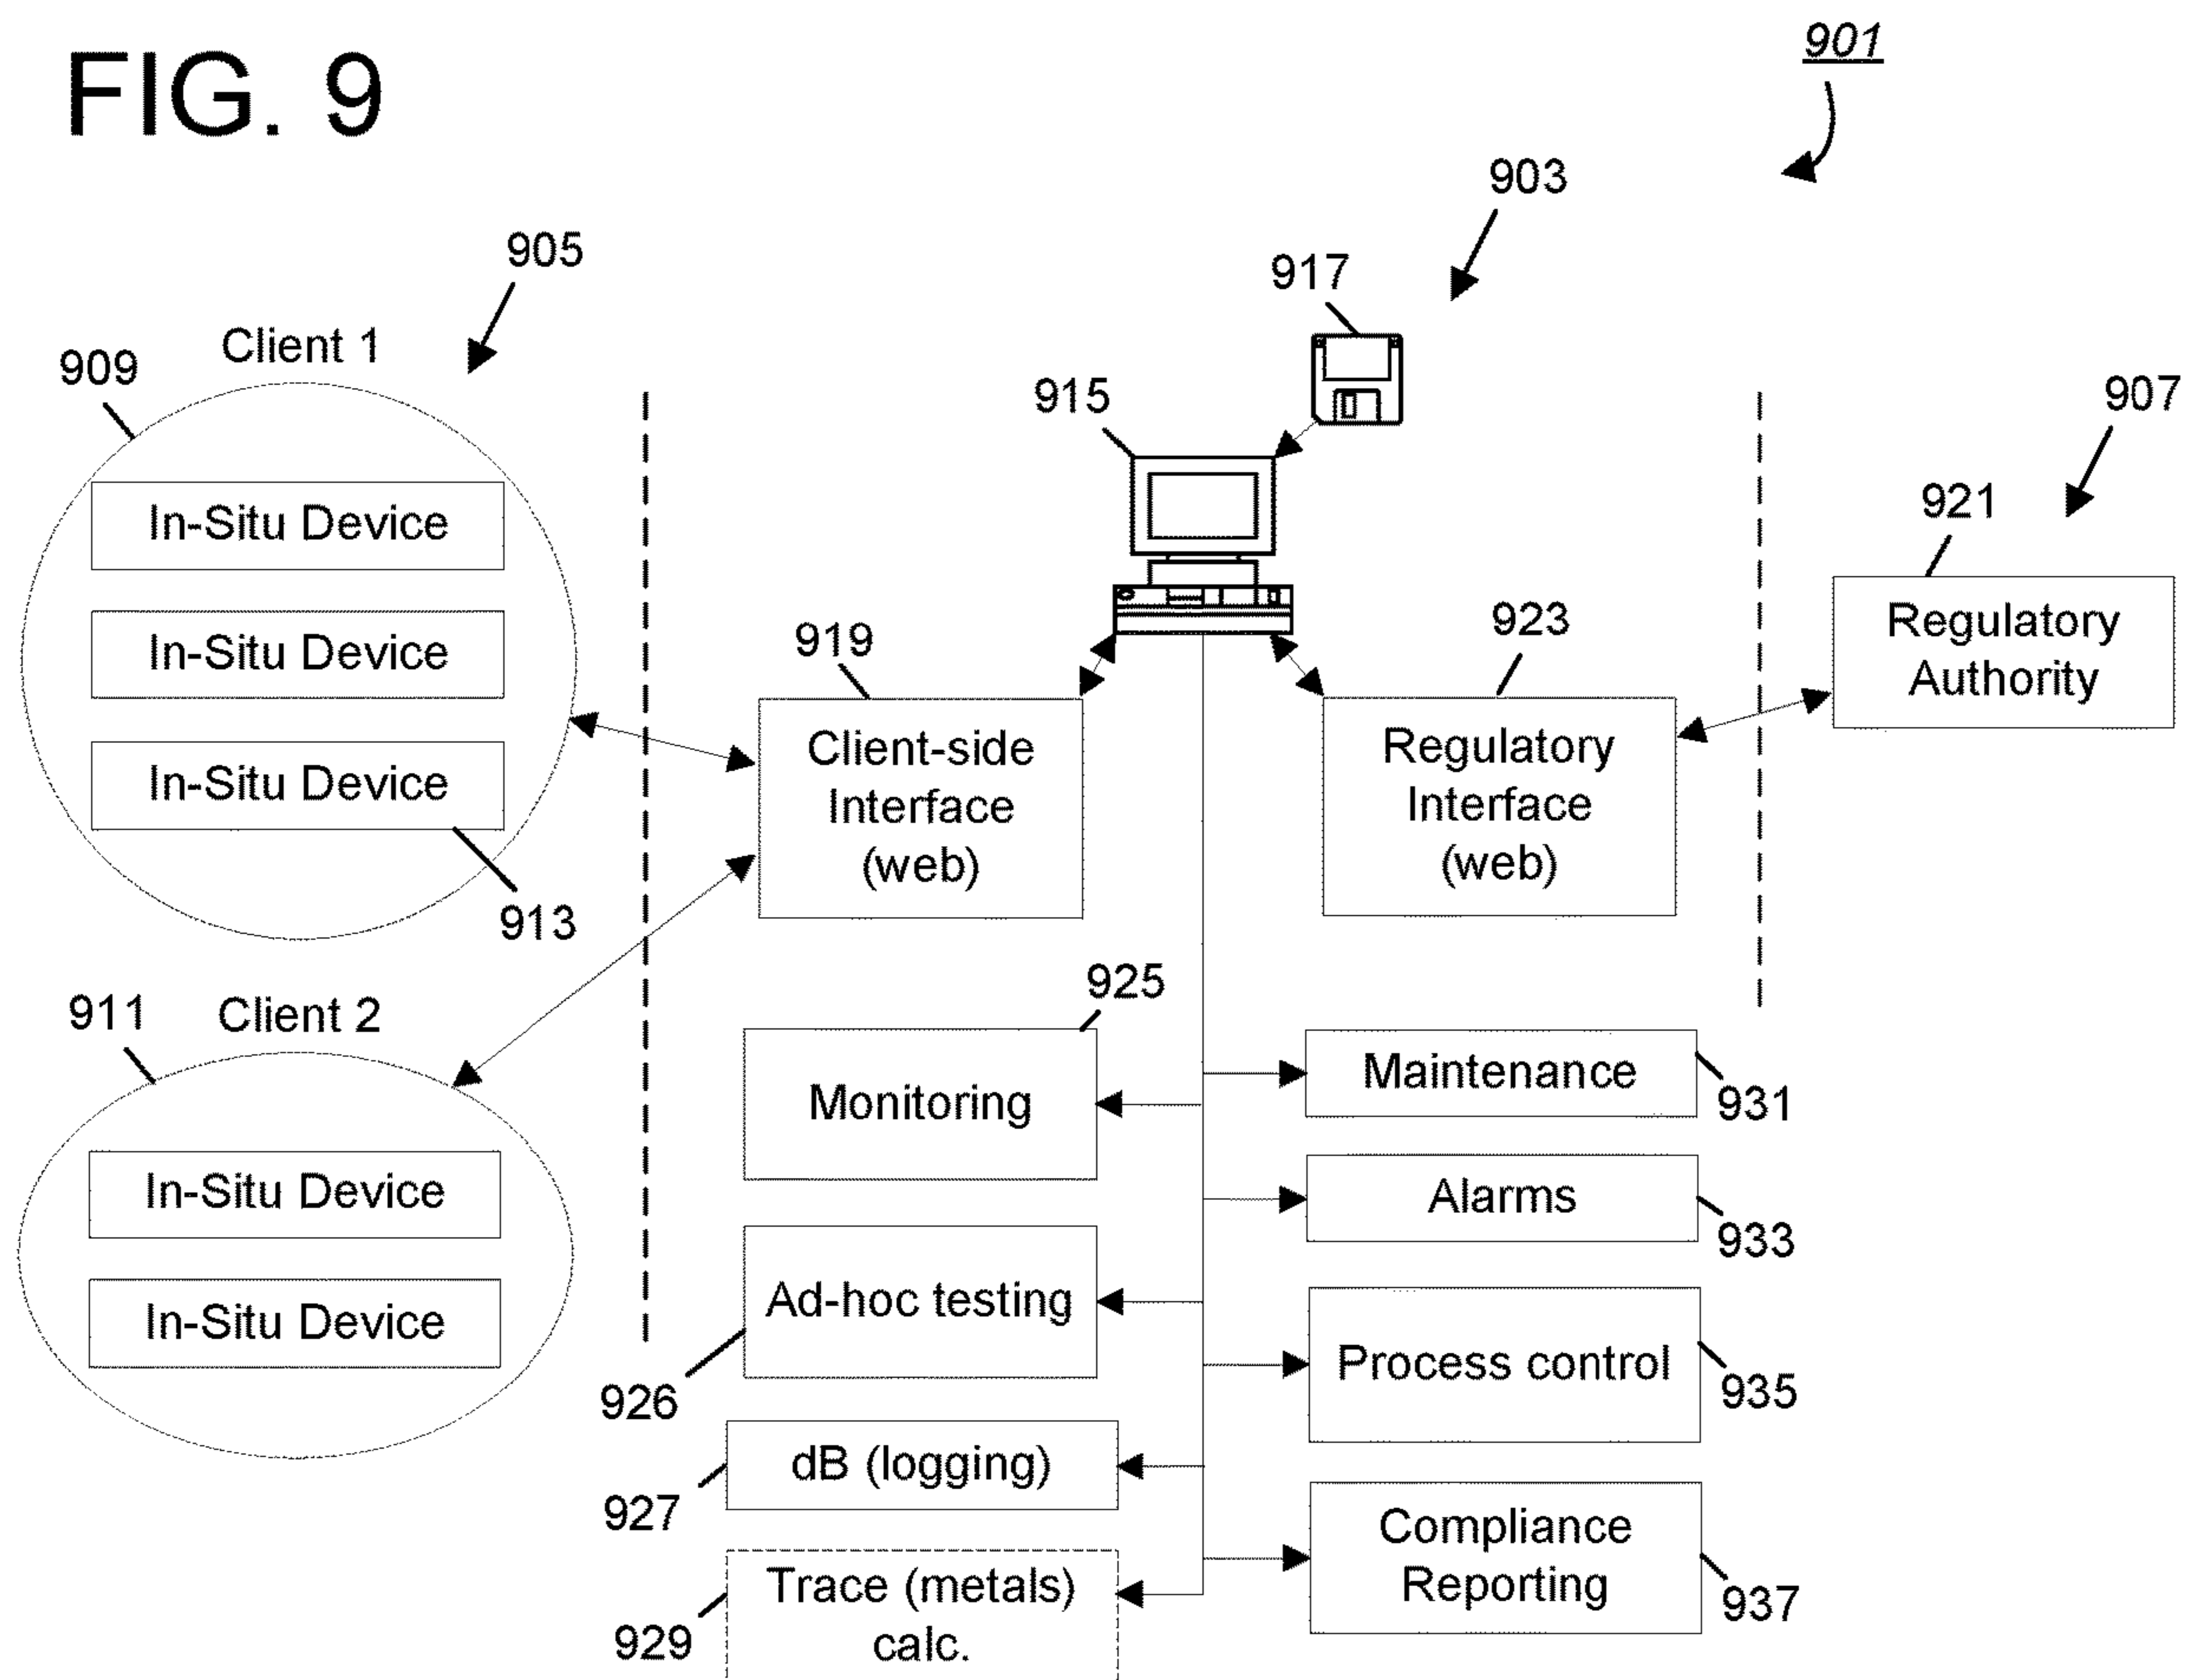 FIG. 9
901
903
917
905
Client 1
909
915
907
921
In-Situ Device
In-Situ Device
In-Situ Device
913
919
923
Regulatory
Authority
Client-side
Interface
(web)
Regulatory
Interface
(web)
911
Client 2
In-Situ Device
In-Situ Device
925
Monitoring
Maintenance
931
Alarms
933
Ad-hoc testing
926
Process control
935
dB (logging)
927
Compliance
Reporting
937
Trace (metals)
calc.
929